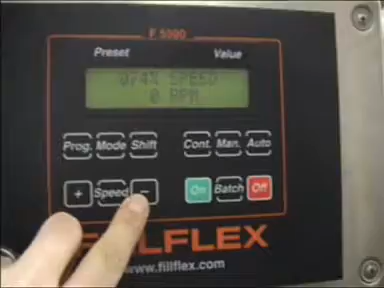 F 5000
Preset Value
074% SPEED
0 RPM
Prog. Mode Shift Cont. Man. Auto
+ Speed - On Batch Off
FILLFLEX
www.fillflex.com